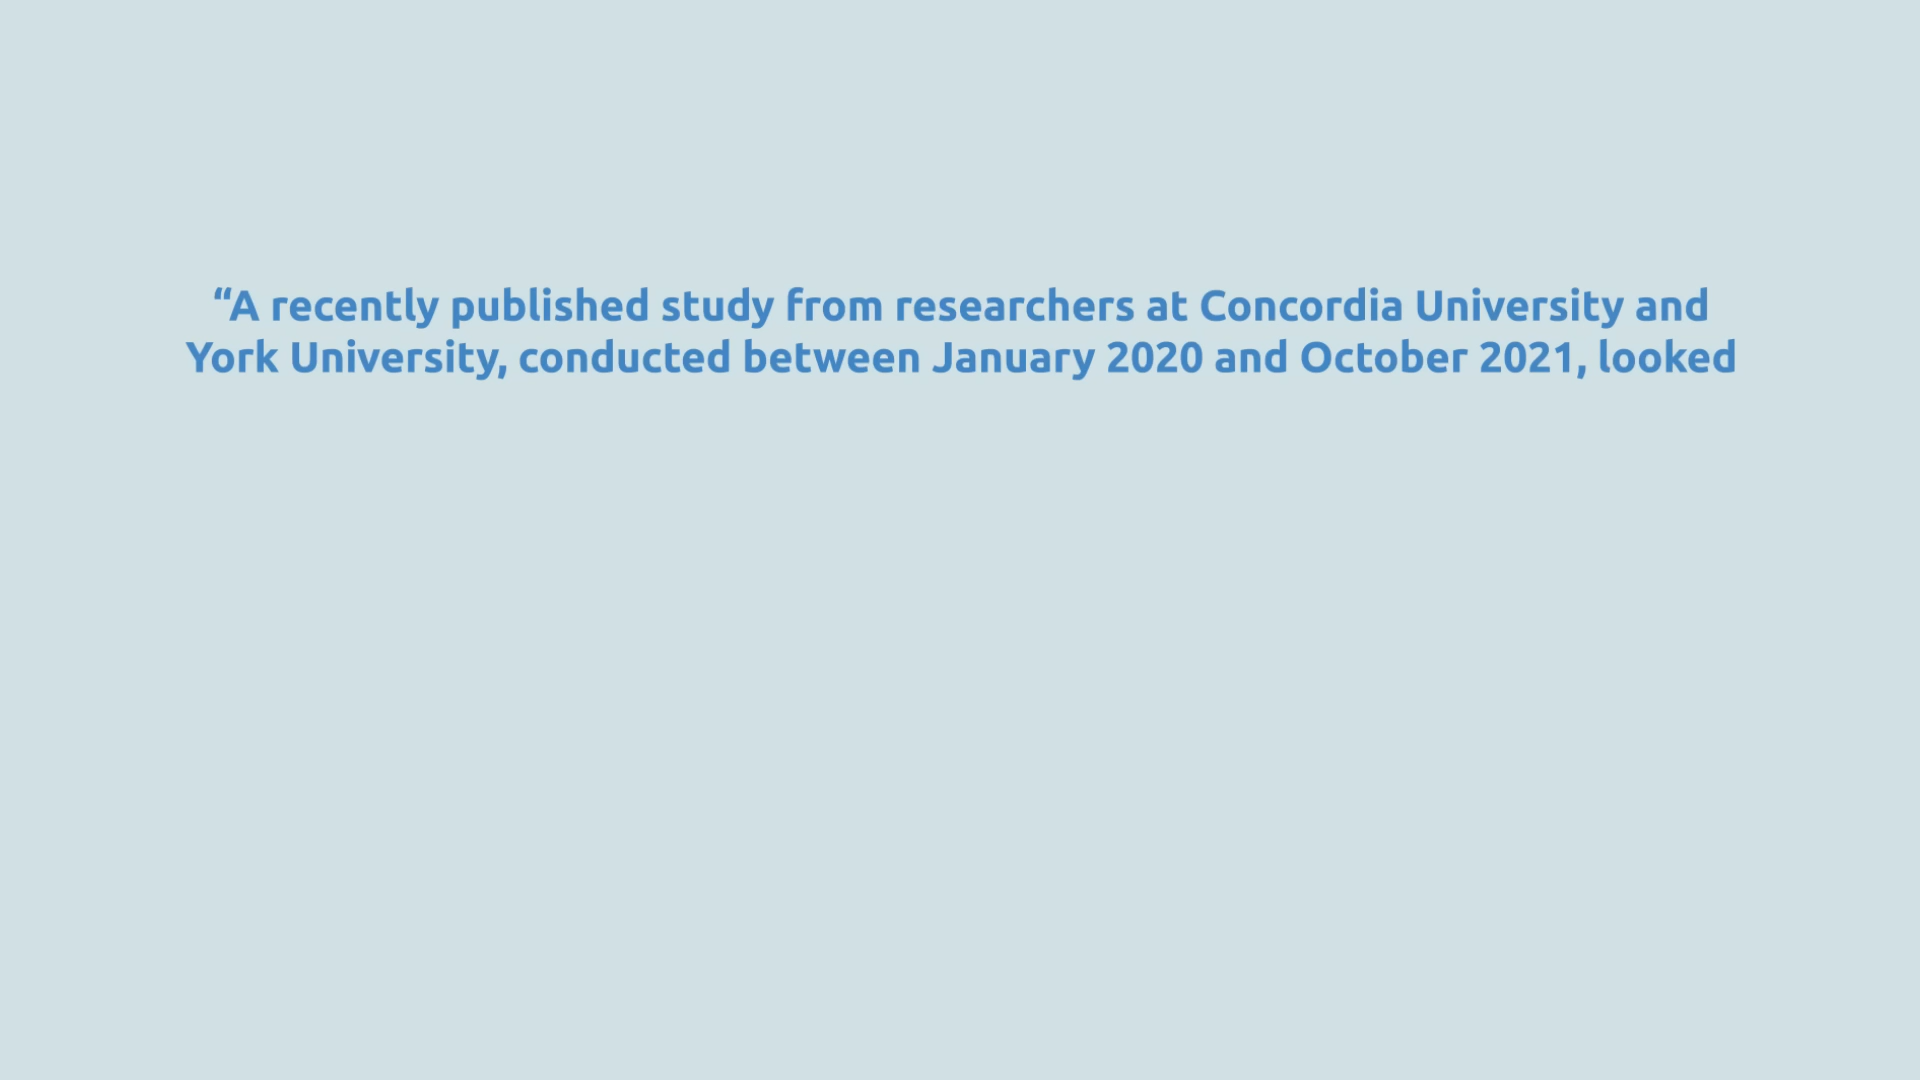 “A recently published study from researchers at Concordia University and
York University, conducted between January 2020 and October 2021, looked